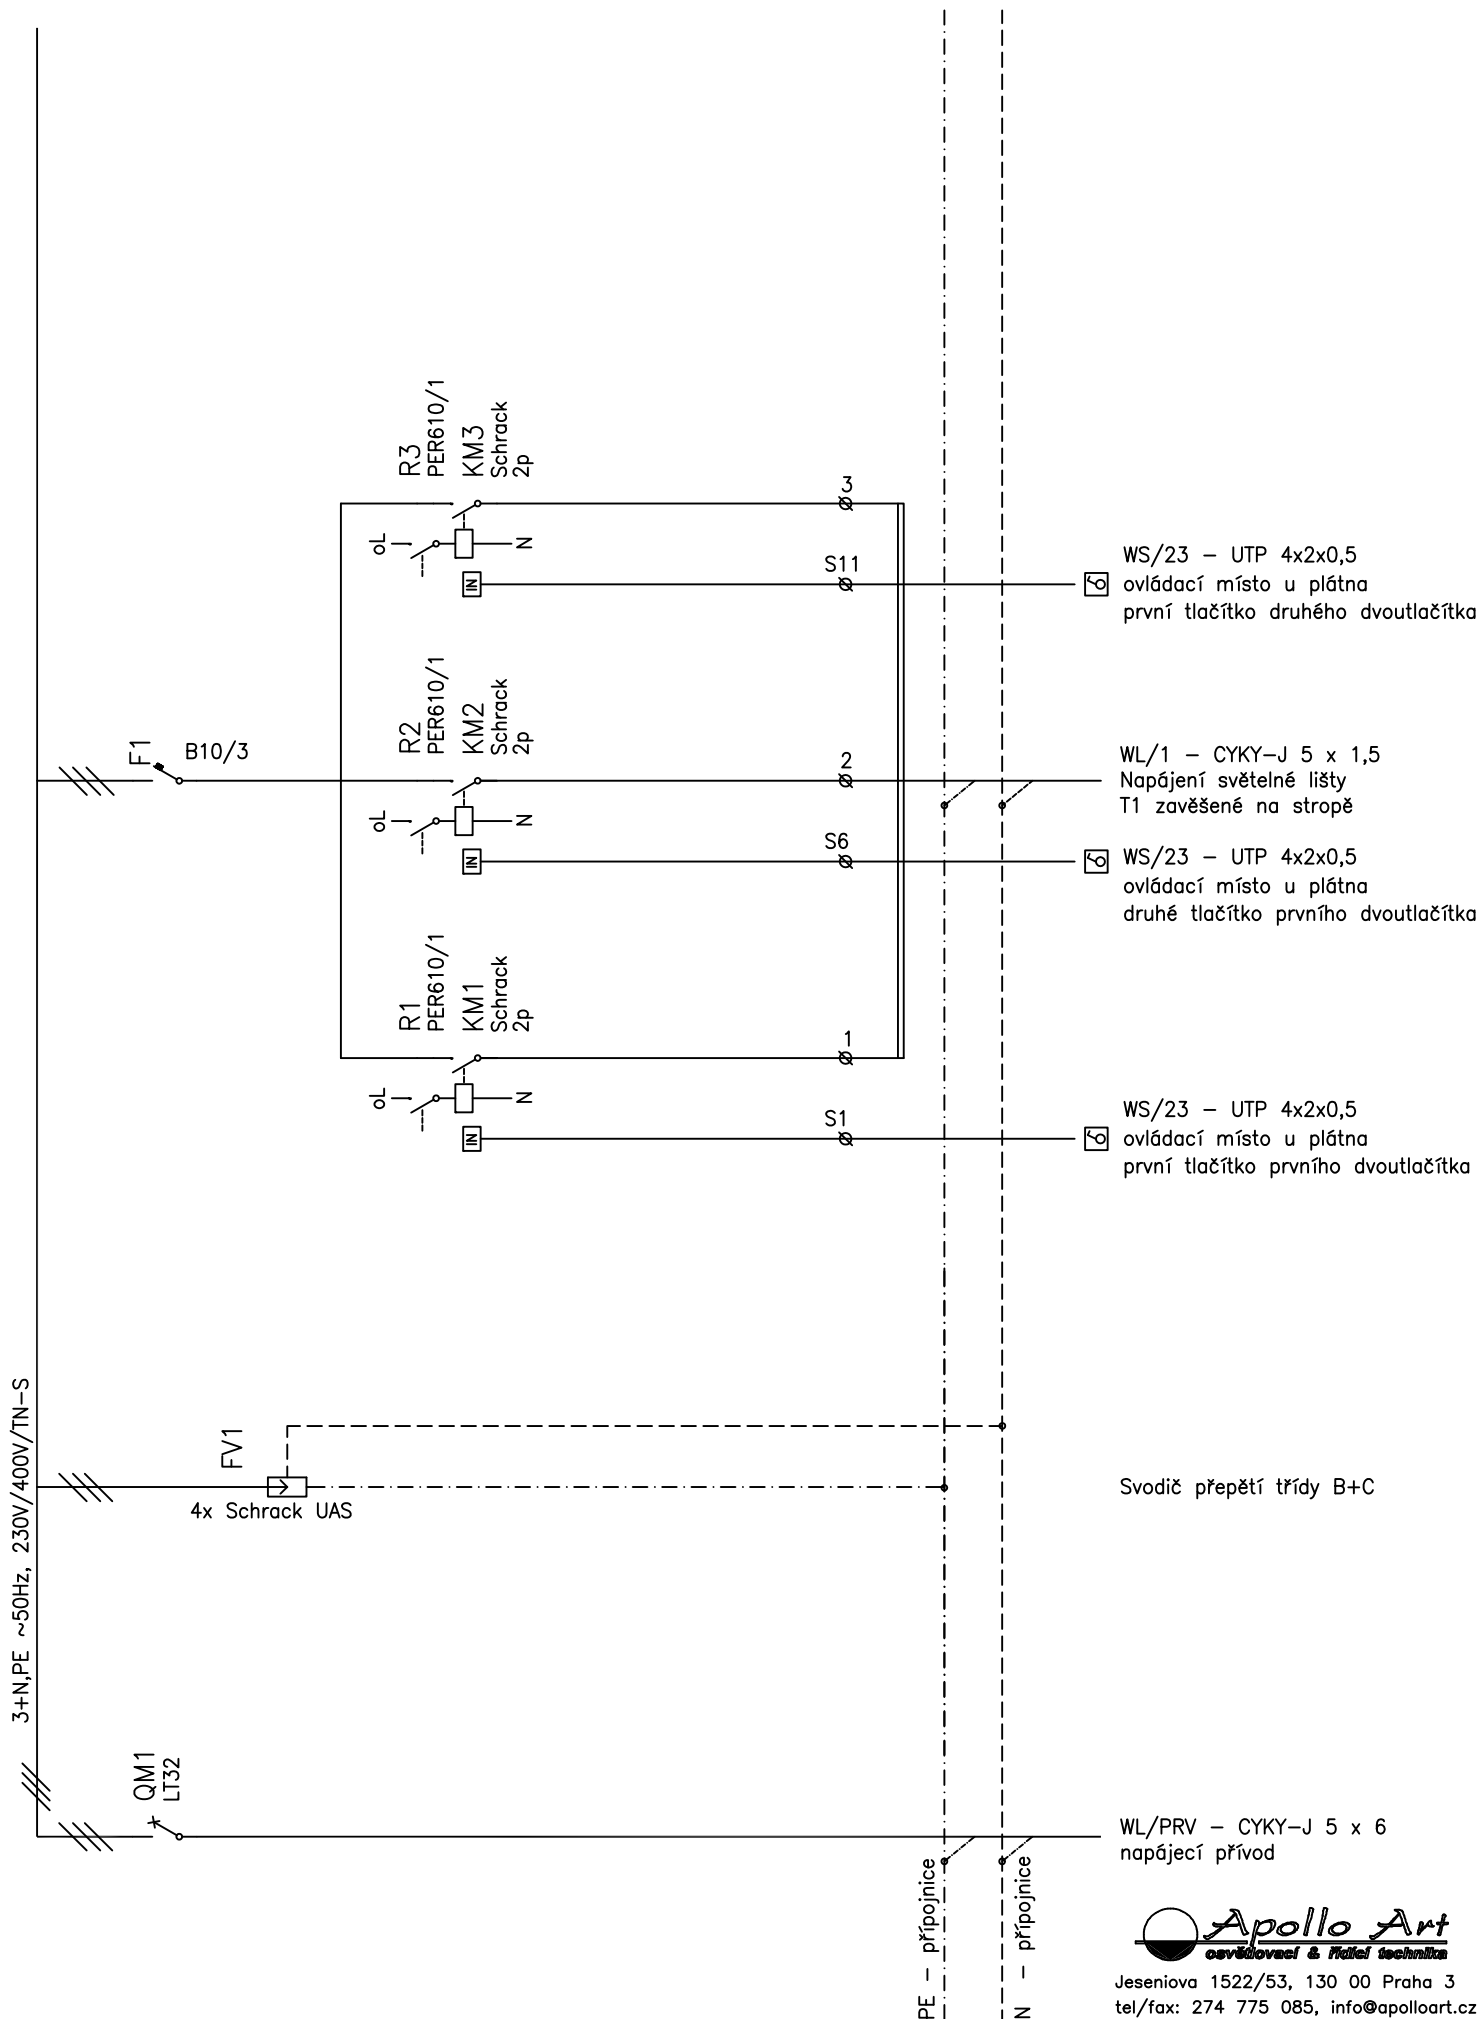 R3
PER610/1
KM3
Schrack
2p
3
oL
N
IN
S11
WS/23 – UTP 4x2x0,5
ovládací místo u plátna
první tlačítko druhého dvoutlačítka
F1
B10/3
R2
PER610/1
KM2
Schrack
2p
2
oL
N
IN
S6
WL/1 – CYKY–J 5 x 1,5
Napájení světelné lišty
T1 zavěšené na stropě
WS/23 – UTP 4x2x0,5
ovládací místo u plátna
druhé tlačítko prvního dvoutlačítka
R1
PER610/1
KM1
Schrack
2p
1
oL
N
IN
S1
WS/23 – UTP 4x2x0,5
ovládací místo u plátna
první tlačítko prvního dvoutlačítka
3+N,PE ~50Hz, 230V/400V/TN–S
FV1
4x Schrack UAS
Svodič přepětí třídy B+C
QM1
LT32
WL/PRV – CYKY–J 5 x 6
napájecí přívod
PE – přípojnice
N – přípojnice
Apollo Art
osvětlovací & řídící technika
Jeseniova 1522/53, 130 00 Praha 3
tel/fax: 274 775 085, info@apolloart.cz